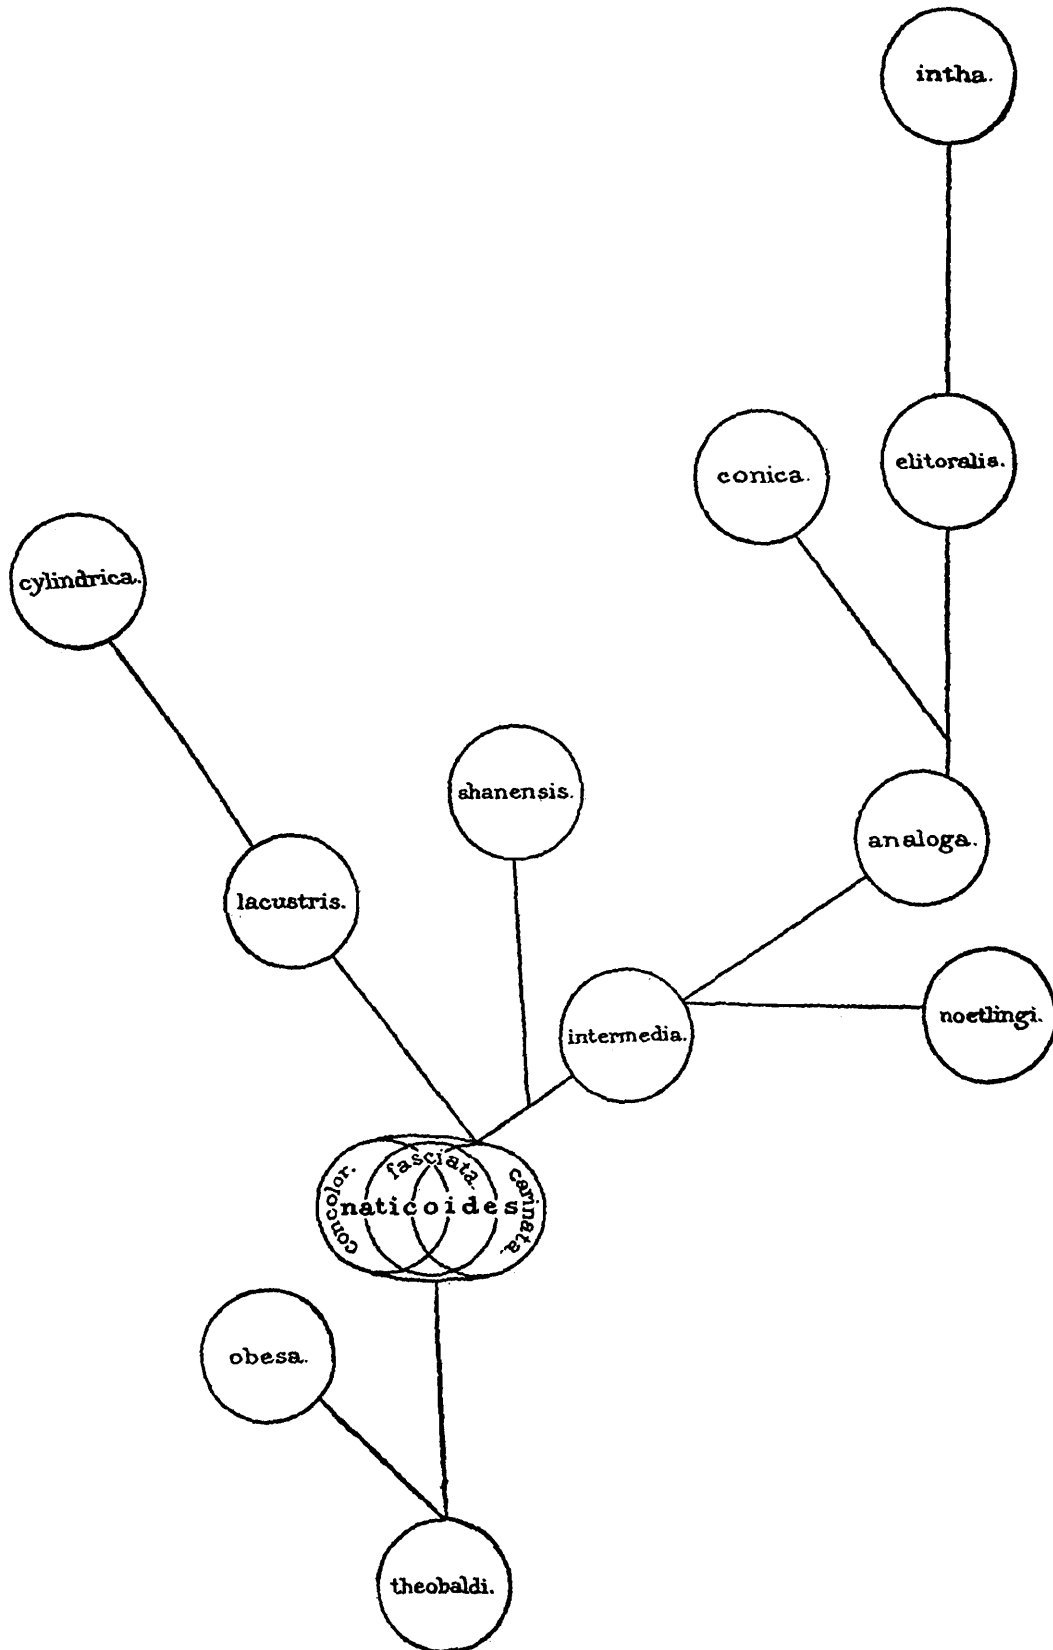 intha.
conica.
elitoralis.
cylindrica.
shanensis.
analoga.
lacustris.
noetlingi.
intermedia.
concolor.
fasciata.
carinata.
naticoides
obesa.
theobaldi.